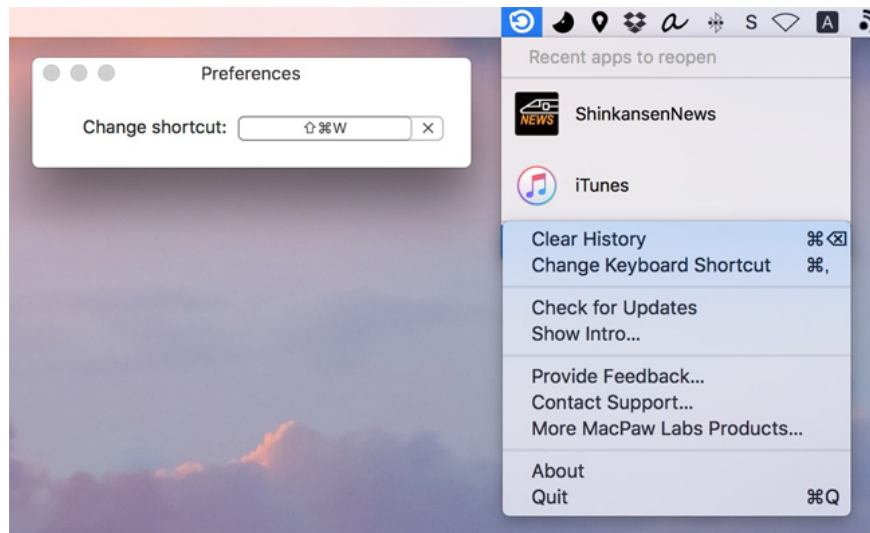 S
A
Preferences
Change shortcut: ⇧⌘W ×
Recent apps to reopen
NEWS
ShinkansenNews
iTunes
Clear History ⌘⌫
Change Keyboard Shortcut ⌘,
Check for Updates
Show Intro...
Provide Feedback...
Contact Support...
More MacPaw Labs Products...
About
Quit ⌘Q